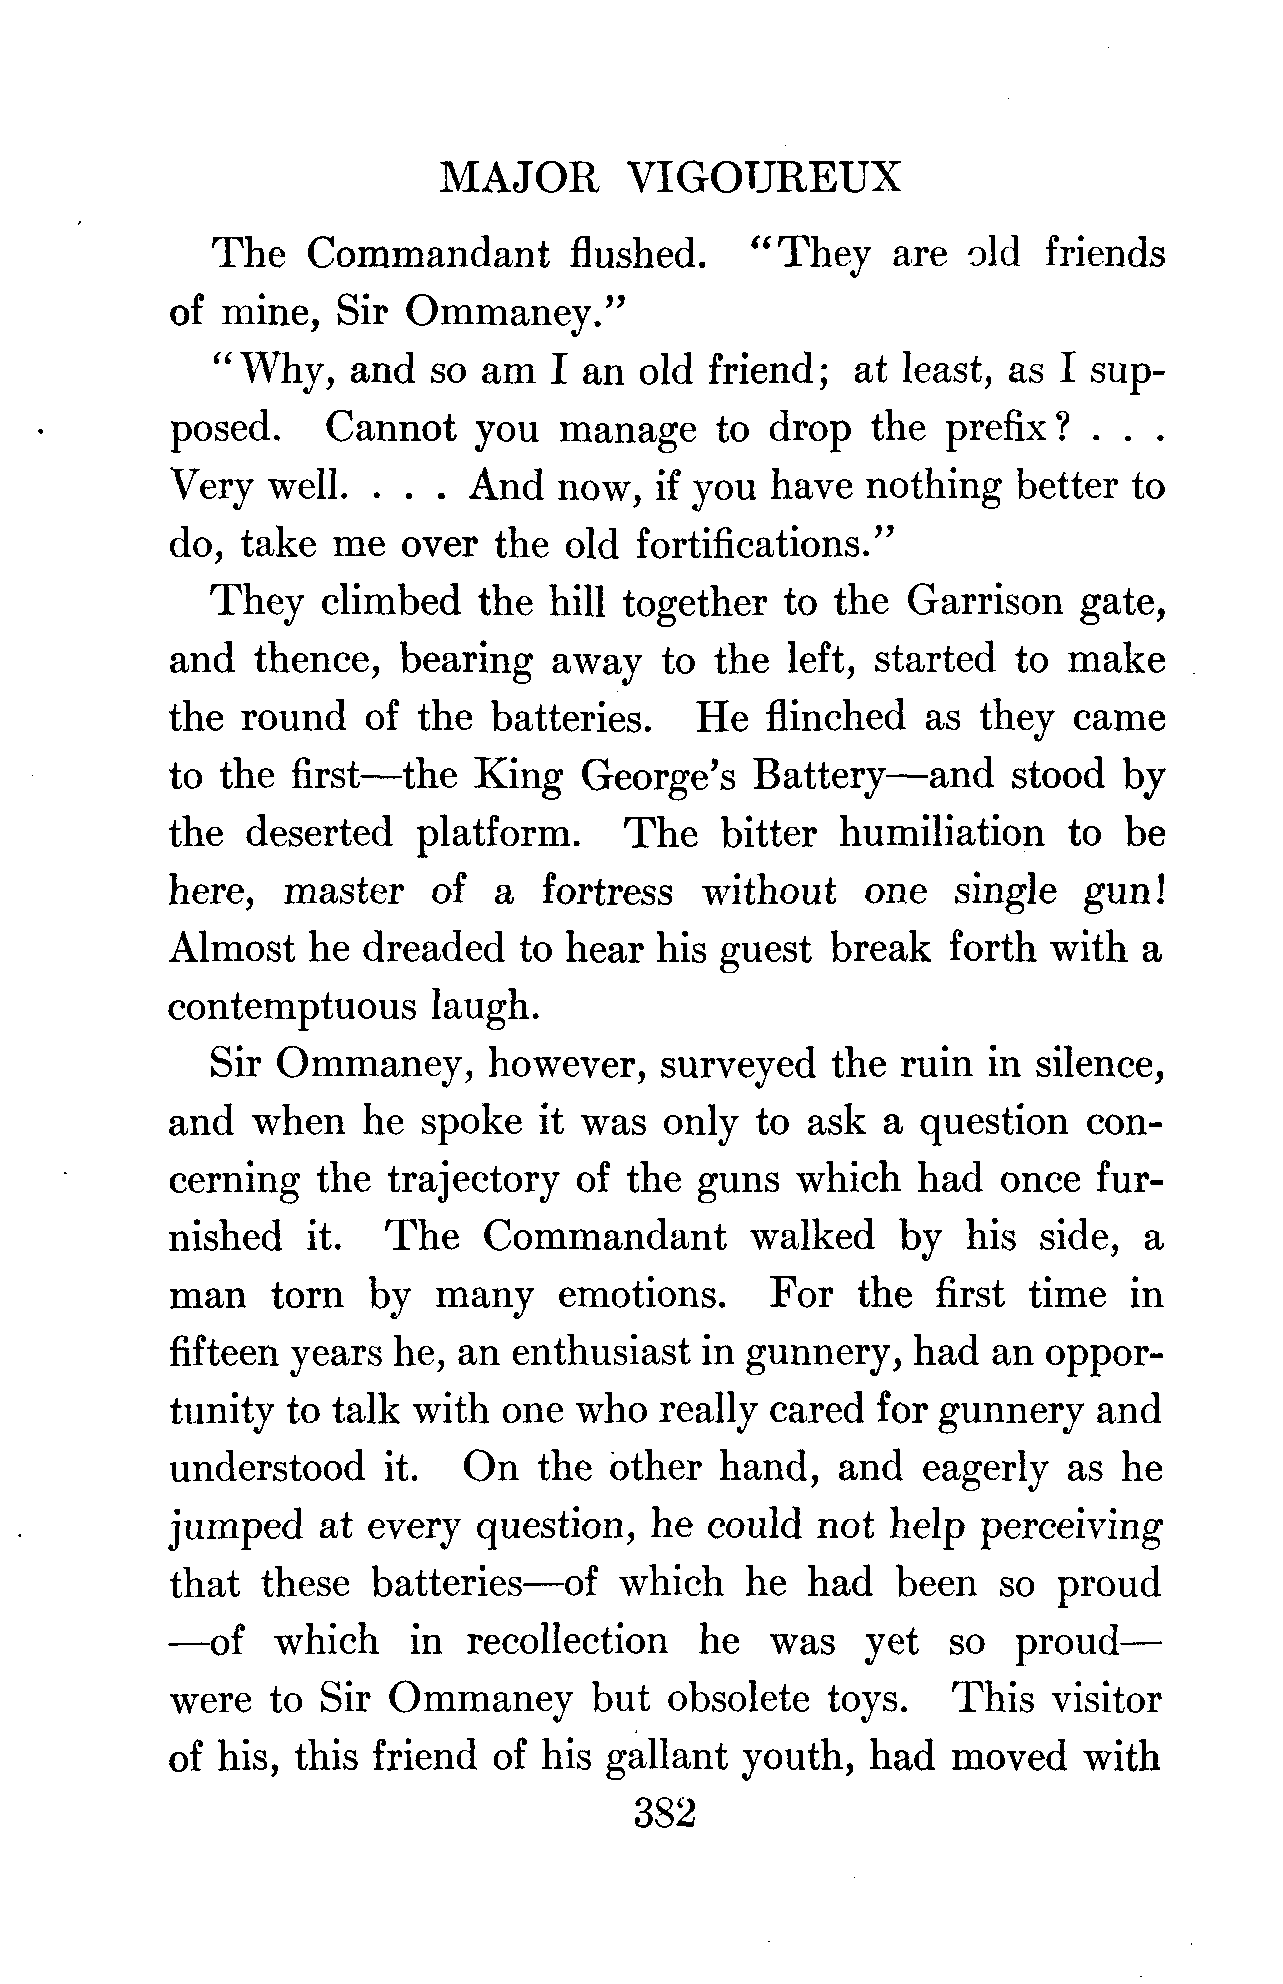 MAJOR VIGOUREUX
The Commandant flushed. "They are old friends
of mine, Sir Ommaney."
"Why, and so am I an old friend; at least, as I sup-
posed. Cannot you manage to drop the prefix? . . .
Very well. . . . And now, if you have nothing better to
do, take me over the old fortifications."
They climbed the hill together to the Garrison gate,
and thence, bearing away to the left, started to make
the round of the batteries. He flinched as they came
to the first—the King George's Battery—and stood by
the deserted platform. The bitter humiliation to be
here, master of a fortress without one single gun!
Almost he dreaded to hear his guest break forth with a
contemptuous laugh.
Sir Ommaney, however, surveyed the ruin in silence,
and when he spoke it was only to ask a question con-
cerning the trajectory of the guns which had once fur-
nished it. The Commandant walked by his side, a
man torn by many emotions. For the first time in
fifteen years he, an enthusiast in gunnery, had an oppor-
tunity to talk with one who really cared for gunnery and
understood it. On the other hand, and eagerly as he
jumped at every question, he could not help perceiving
that these batteries—of which he had been so proud
—of which in recollection he was yet so proud—
were to Sir Ommaney but obsolete toys. This visitor
of his, this friend of his gallant youth, had moved with
382